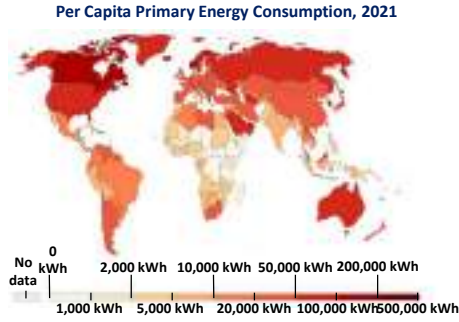 Per Capita Primary Energy Consumption, 2021
No data
0 kWh
2,000 kWh
10,000 kWh
50,000 kWh
200,000 kWh
1,000 kWh
5,000 kWh
20,000 kWh
100,000 kWh
500,000 kWh